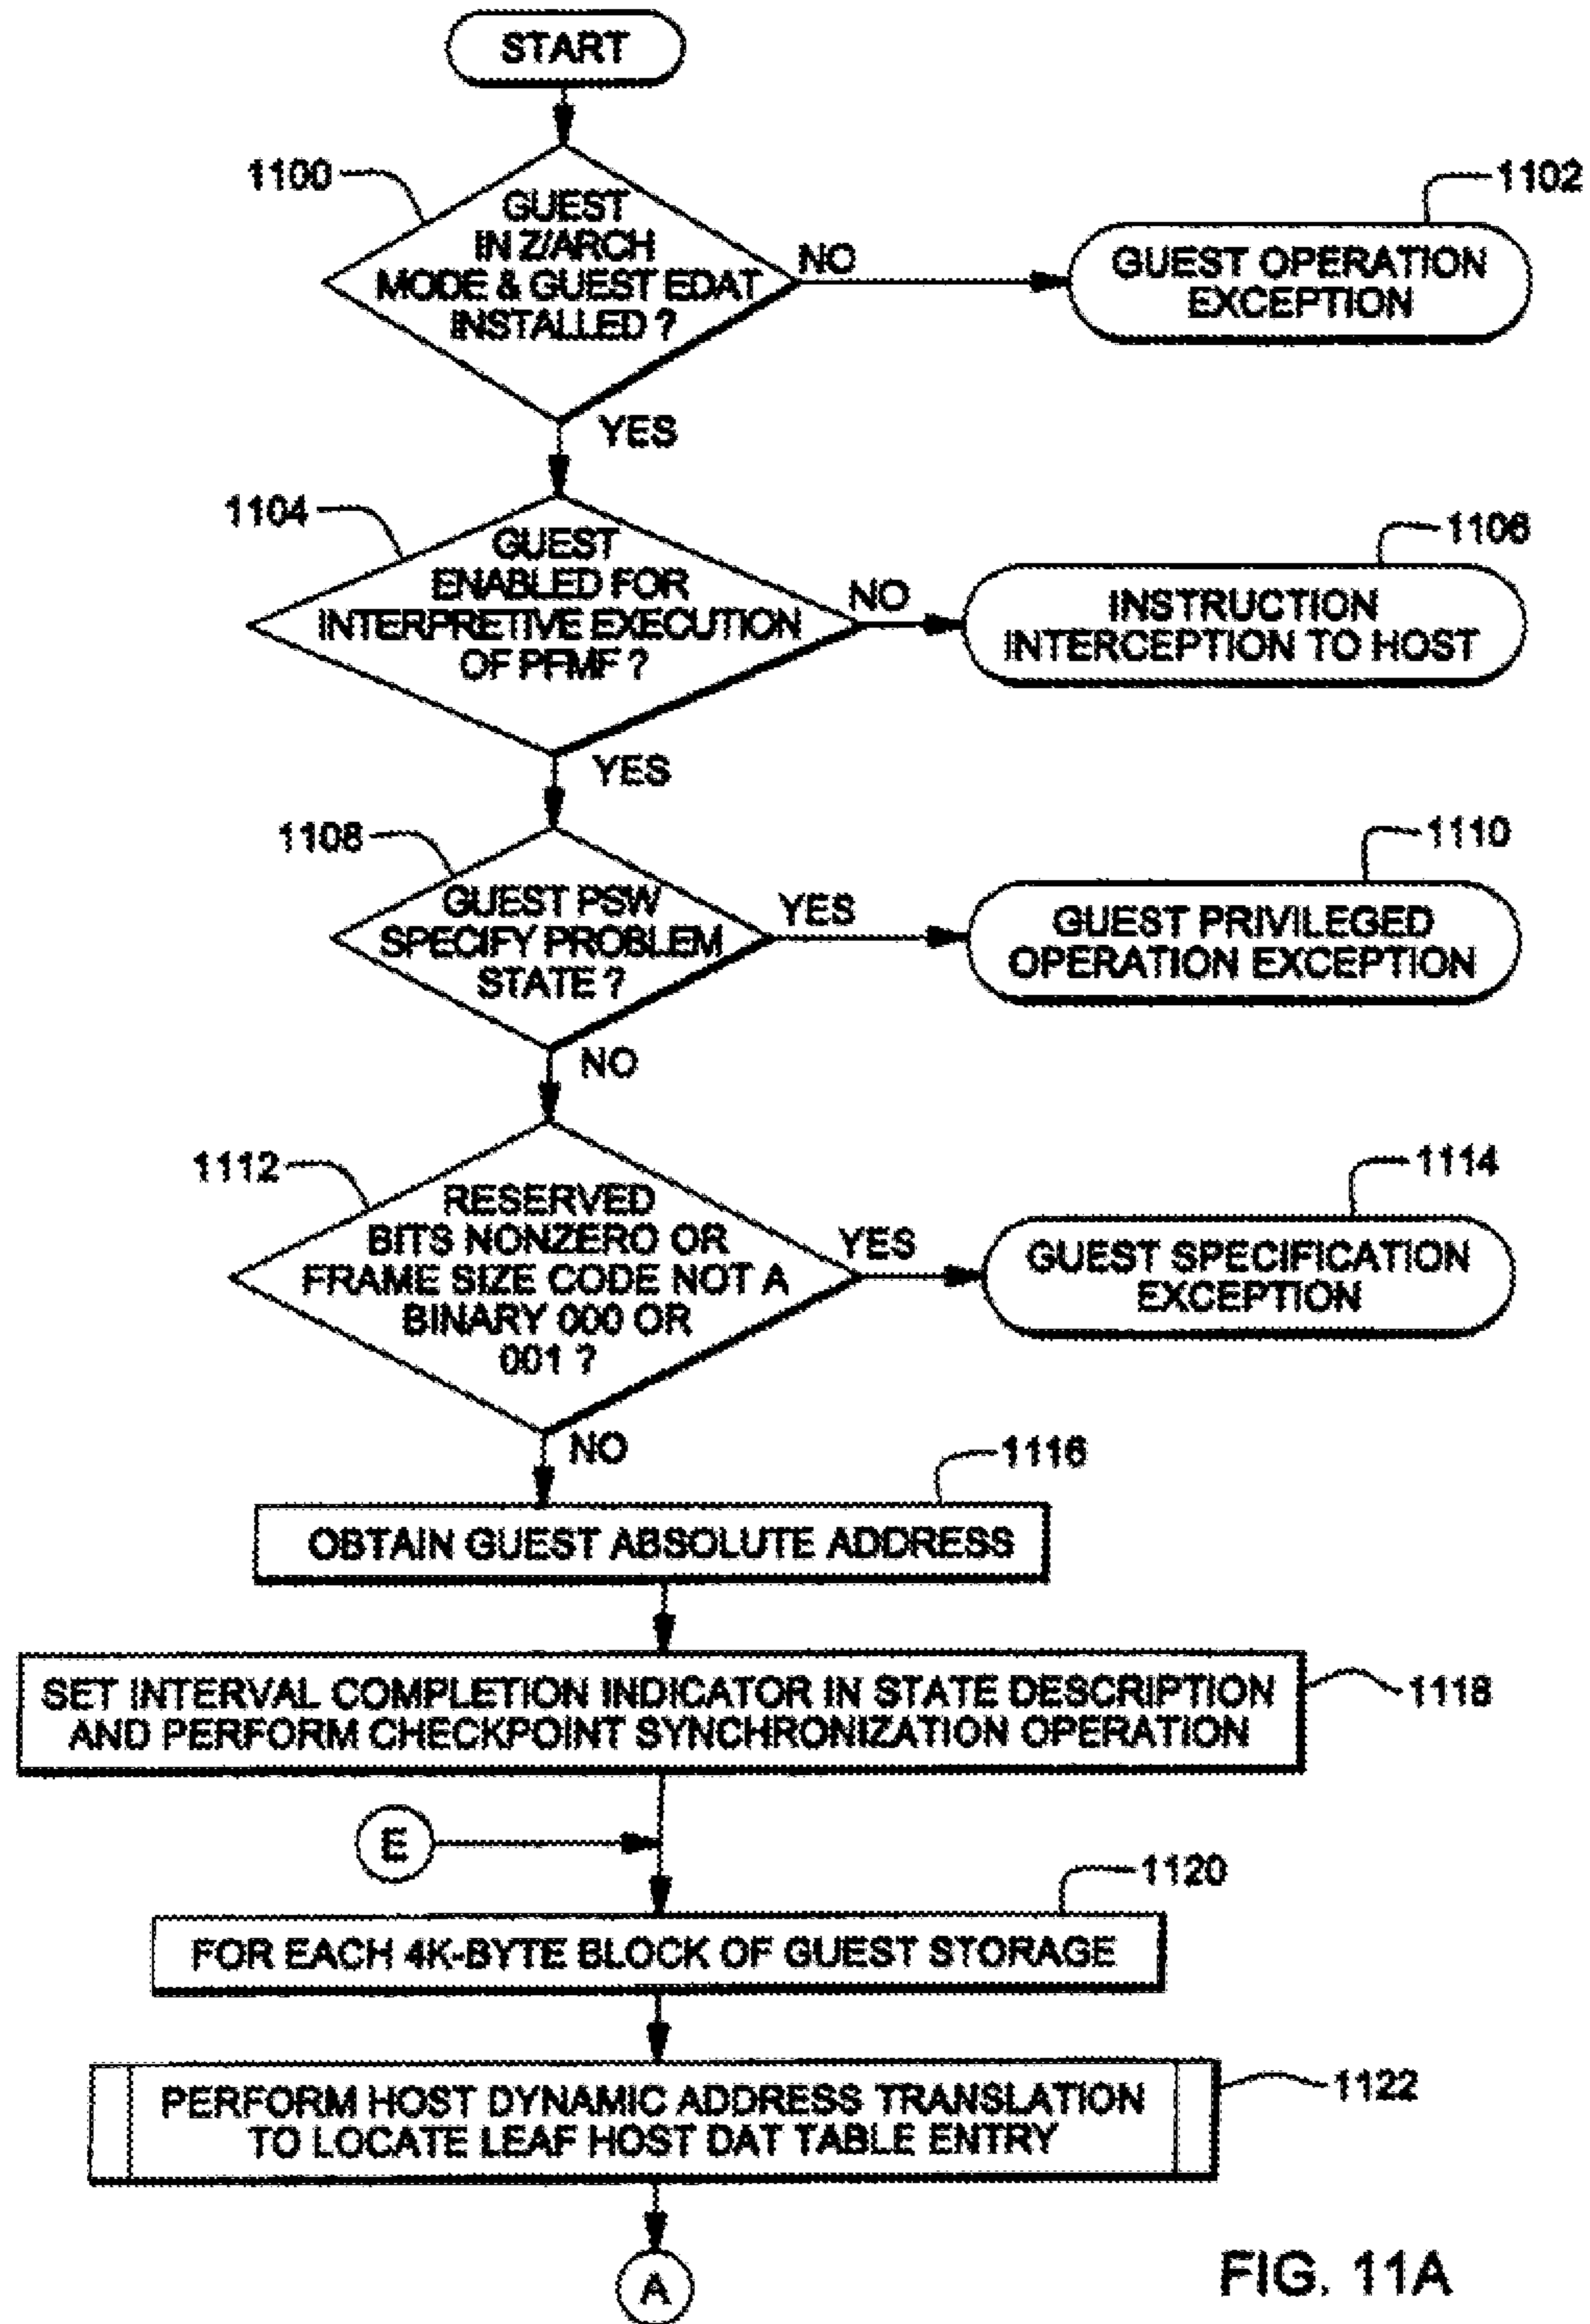 START
1100
GUEST
IN Z/ARCH
MODE & GUEST EDAT
INSTALLED ?
NO
1102
GUEST OPERATION
EXCEPTION
YES
1104
GUEST
ENABLED FOR
INTERPRETIVE EXECUTION
OF PFMF ?
NO
1106
INSTRUCTION
INTERCEPTION TO HOST
YES
1108
GUEST PSW
SPECIFY PROBLEM
STATE ?
YES
1110
GUEST PRIVILEGED
OPERATION EXCEPTION
NO
1112
RESERVED
BITS NONZERO OR
FRAME SIZE CODE NOT A
BINARY 000 OR
001 ?
YES
1114
GUEST SPECIFICATION
EXCEPTION
NO
1116
OBTAIN GUEST ABSOLUTE ADDRESS
SET INTERVAL COMPLETION INDICATOR IN STATE DESCRIPTION
AND PERFORM CHECKPOINT SYNCHRONIZATION OPERATION
1118
E
1120
FOR EACH 4K-BYTE BLOCK OF GUEST STORAGE
PERFORM HOST DYNAMIC ADDRESS TRANSLATION
TO LOCATE LEAF HOST DAT TABLE ENTRY
1122
A
FIG. 11A